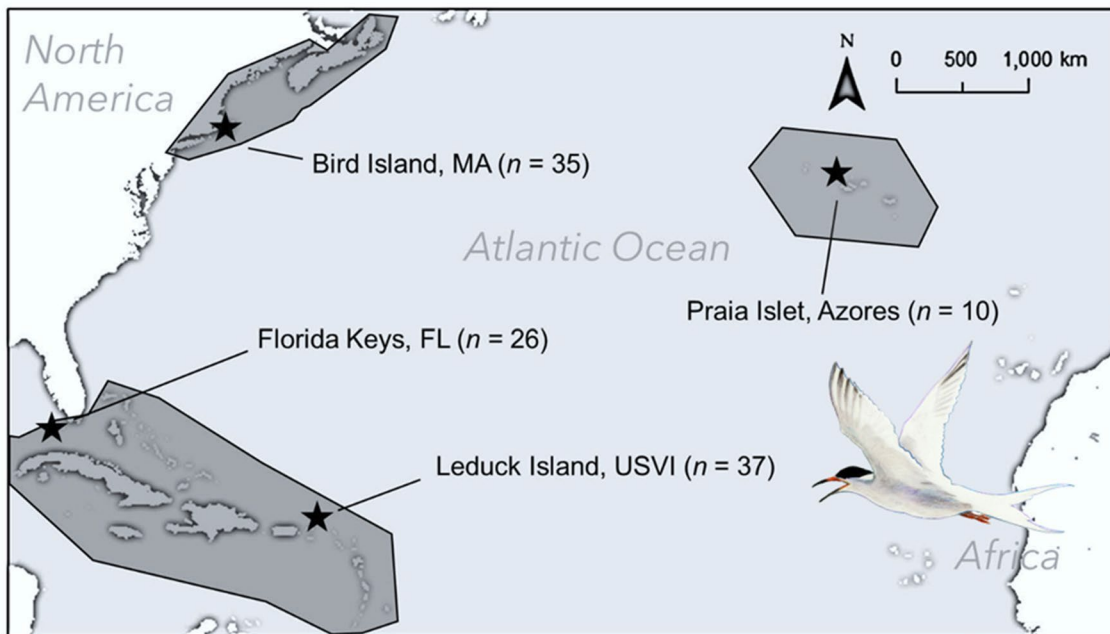 North
America
N
0 500 1,000 km
Bird Island, MA (n = 35)
Atlantic Ocean
Praia Islet, Azores (n = 10)
Florida Keys, FL (n = 26)
Leduck Island, USVI (n = 37)
Africa